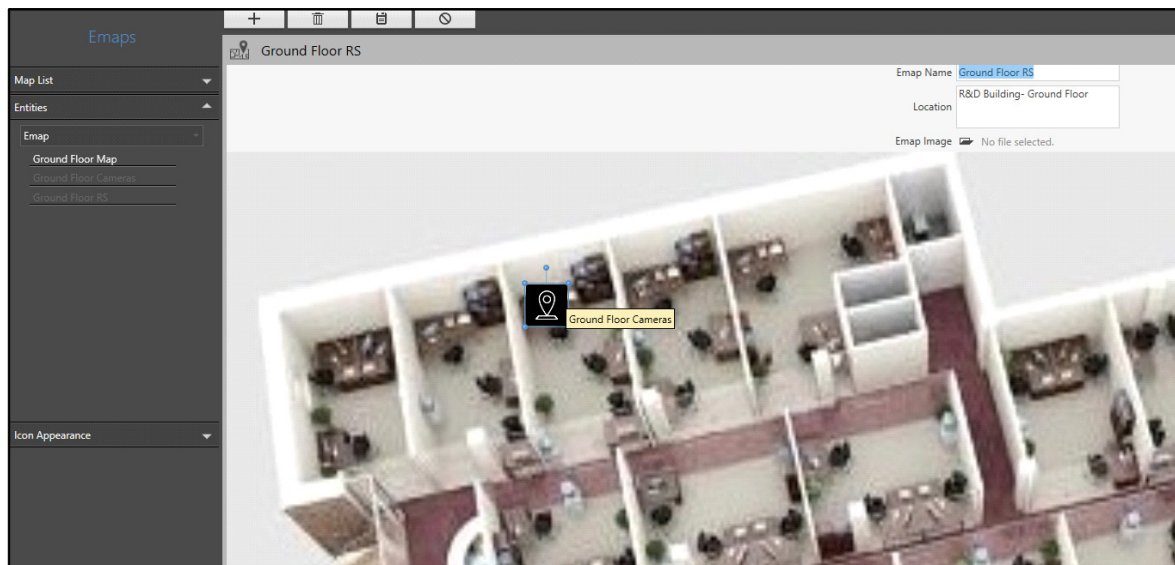 Emaps
Ground Floor RS
Map List
Entities
Emap
Ground Floor Map
Ground Floor Cameras
Ground Floor RS
Icon Appearance
Emap Name Ground Floor RS
Location R&D Building- Ground Floor
Emap Image No file selected.
Ground Floor Cameras